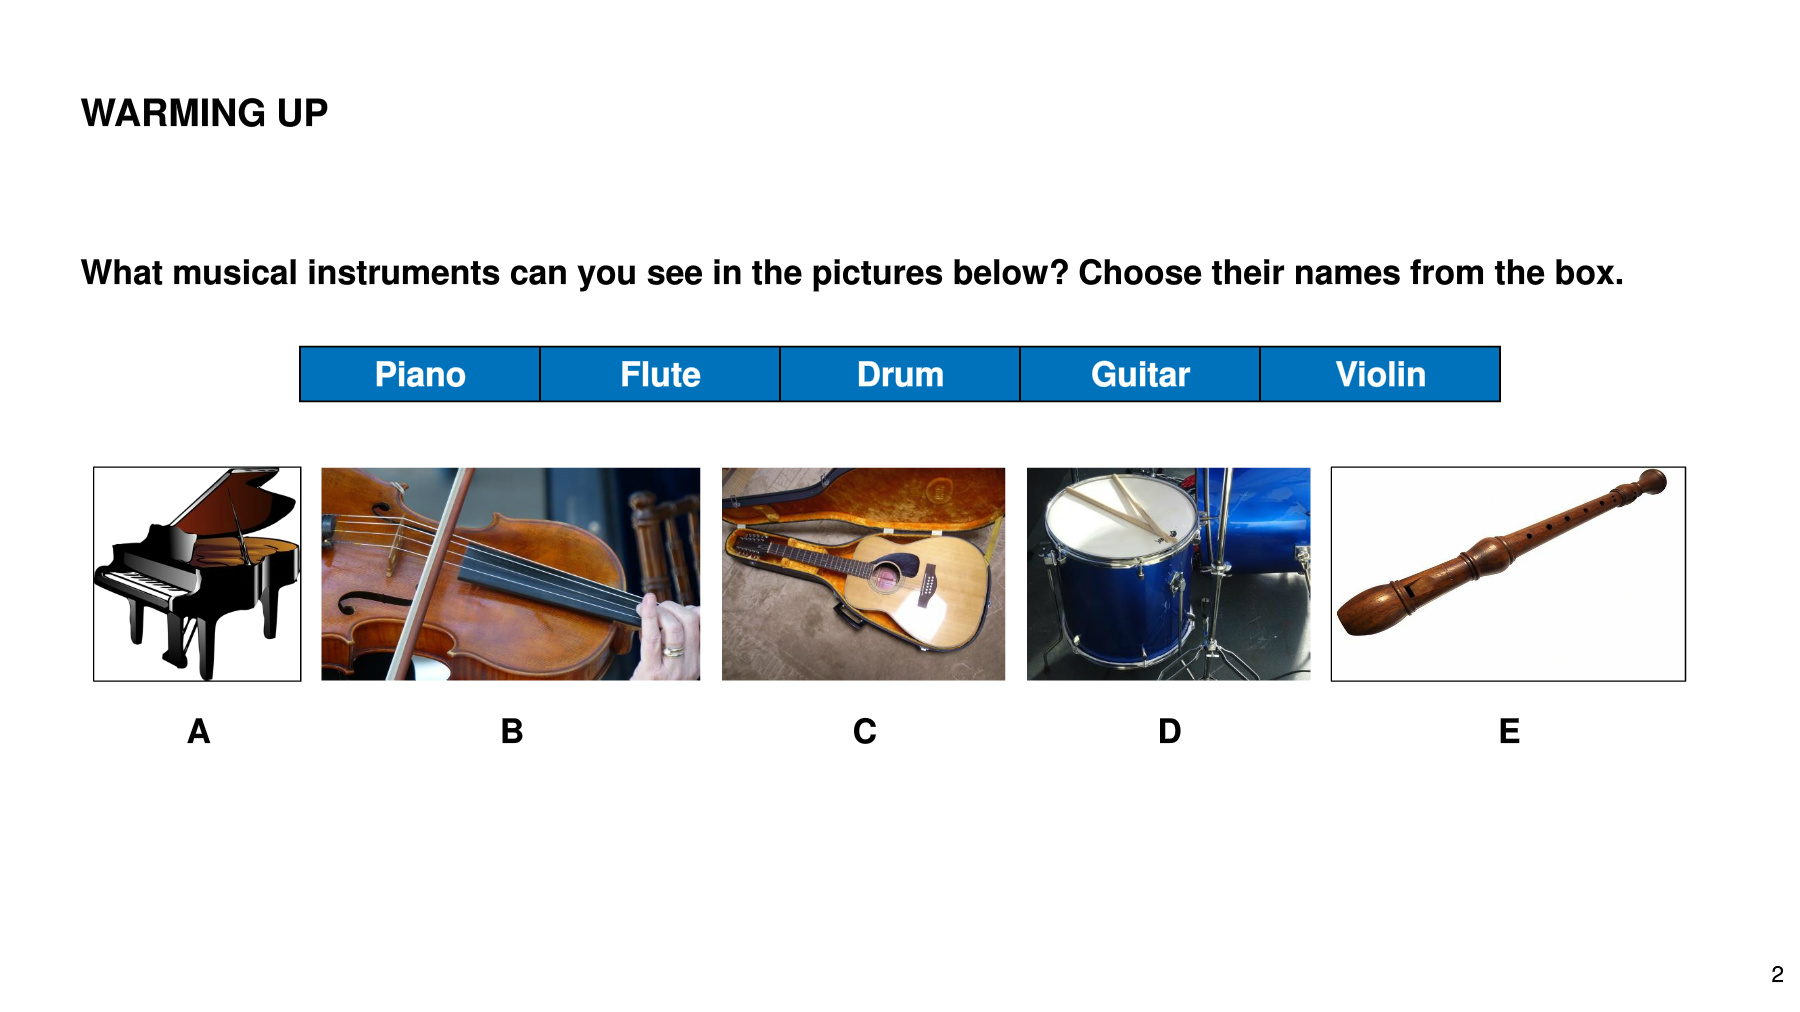 WARMING UP
What musical instruments can you see in the pictures below? Choose their names from the box.
Piano Flute Drum Guitar Violin
A B C D E
2